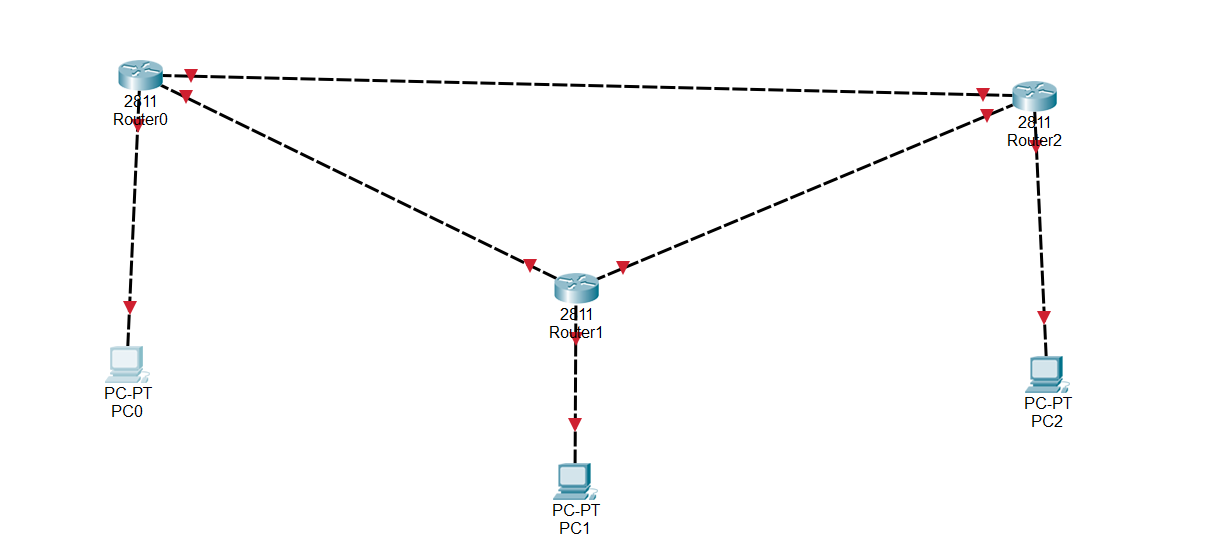 2811
Router0
2811
Router2
2811
Router1
PC-PT
PC0
PC-PT
PC2
PC-PT
PC1